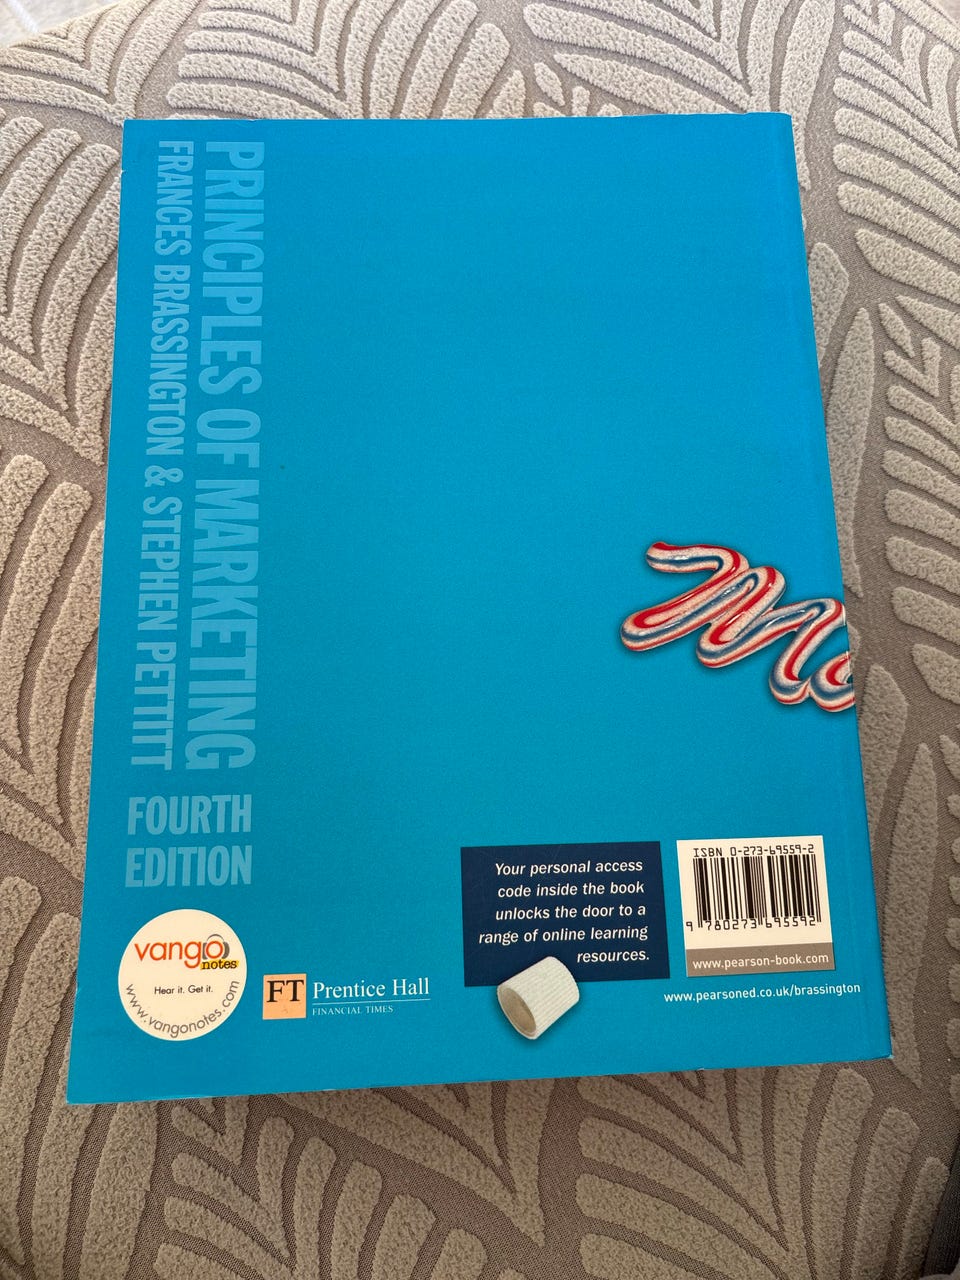 PRINCIPLES OF MARKETING
FRANCES BRASSINGTON & STEPHEN PETTITT
FOURTH
EDITION
Your personal access
code inside the book
unlocks the door to a
range of online learning
resources.
ISBN 0-273-69559-2
9 780273 695592
www.pearson-book.com
www.pearsoned.co.uk/brassington
vango
notes
Hear it. Get it.
www.vangonotes.com
FT Prentice Hall
FINANCIAL TIMES